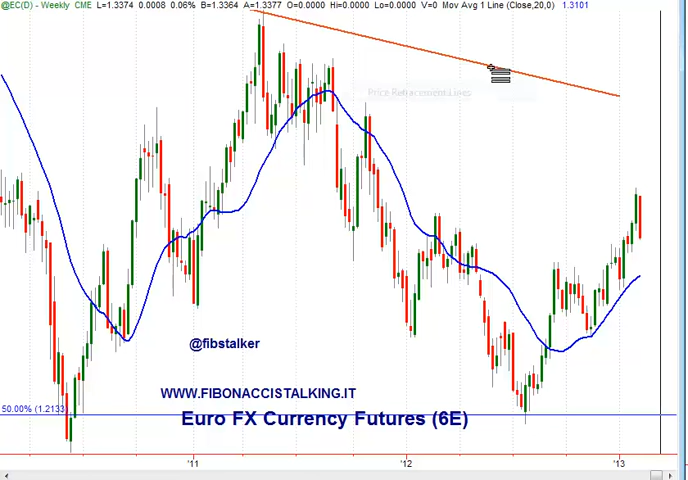 @EC(D) - Weekly CME L=1.3374 0.0008 0.06% B=1.3364 A=1.3377 O=0.0000 Hi=0.0000 Lo=0.0000 V=0 Mov Avg 1 Line (Close,20,0) 1.3101
Price Retracement Lines
@fibstalker
WWW.FIBONACCISTALKING.IT
50.00% (1.2133)
Euro FX Currency Futures (6E)
'11 '12 '13